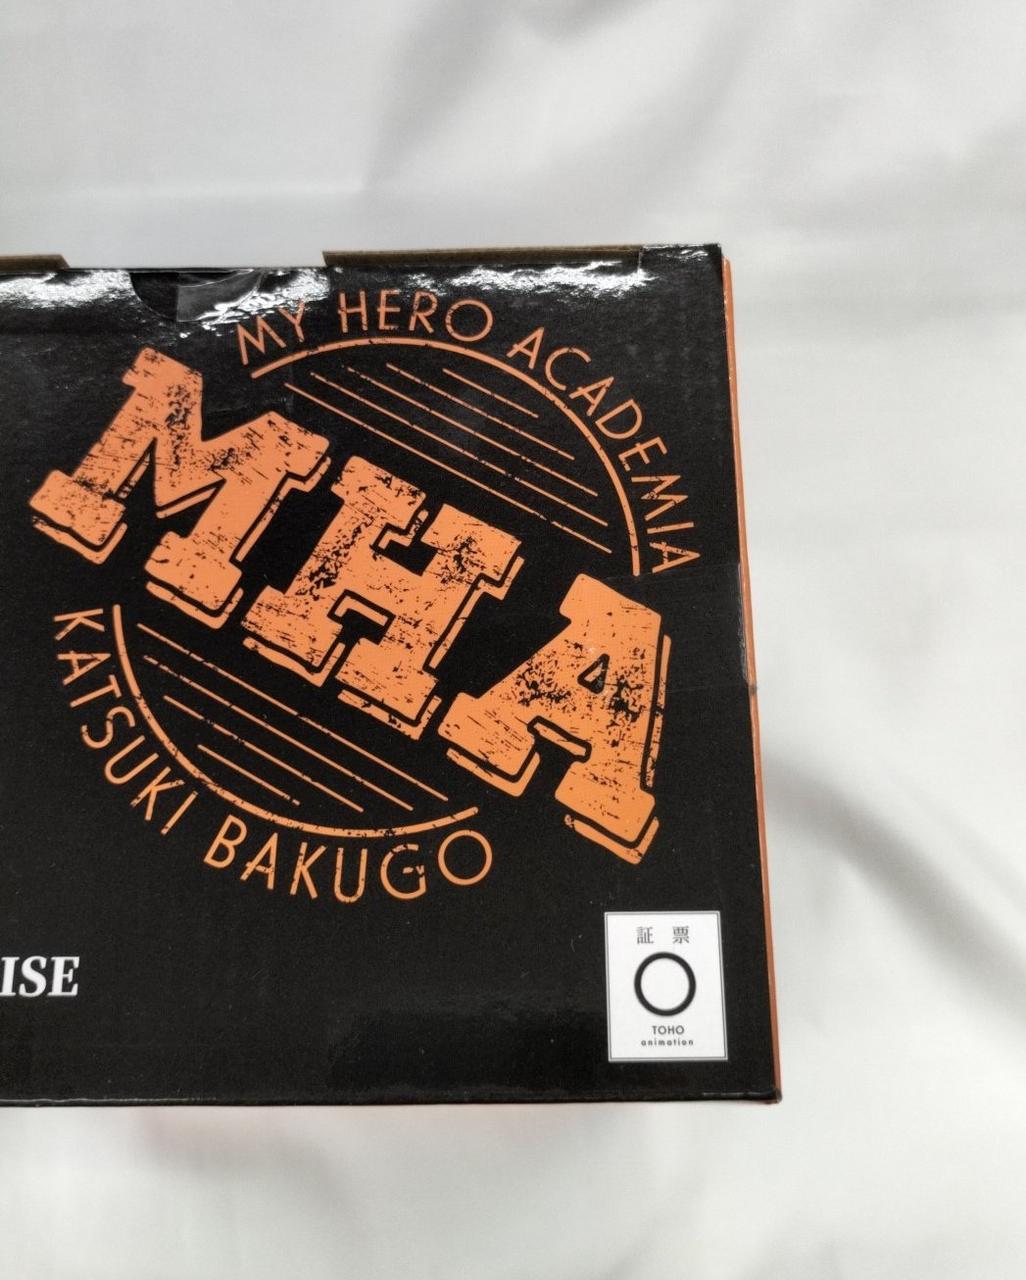 MY HERO ACADEMIA
MHA
KATSUKI BAKUGO
ISE
証票
TOHO
animation